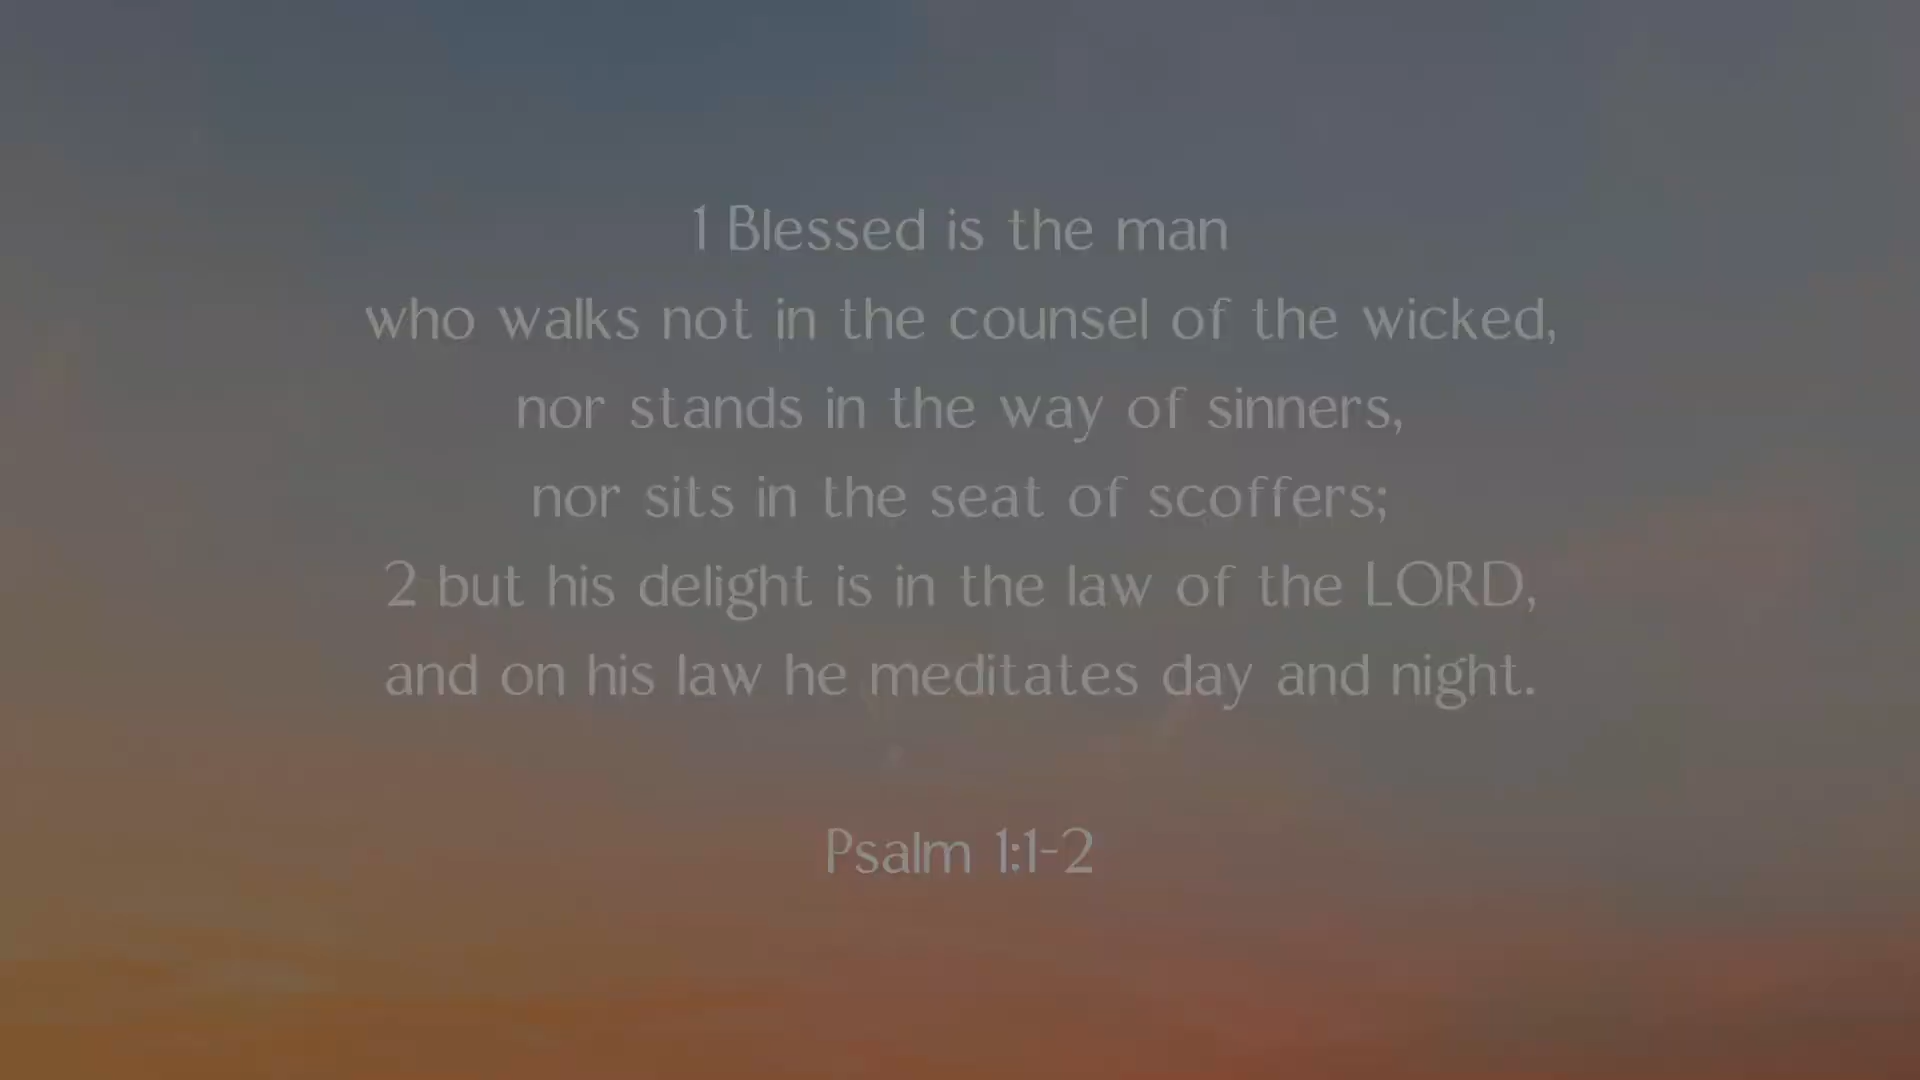 1 Blessed is the man
who walks not in the counsel of the wicked,
nor stands in the way of sinners,
nor sits in the seat of scoffers;
2 but his delight is in the law of the LORD,
and on his law he meditates day and night.
Psalm 1:1-2